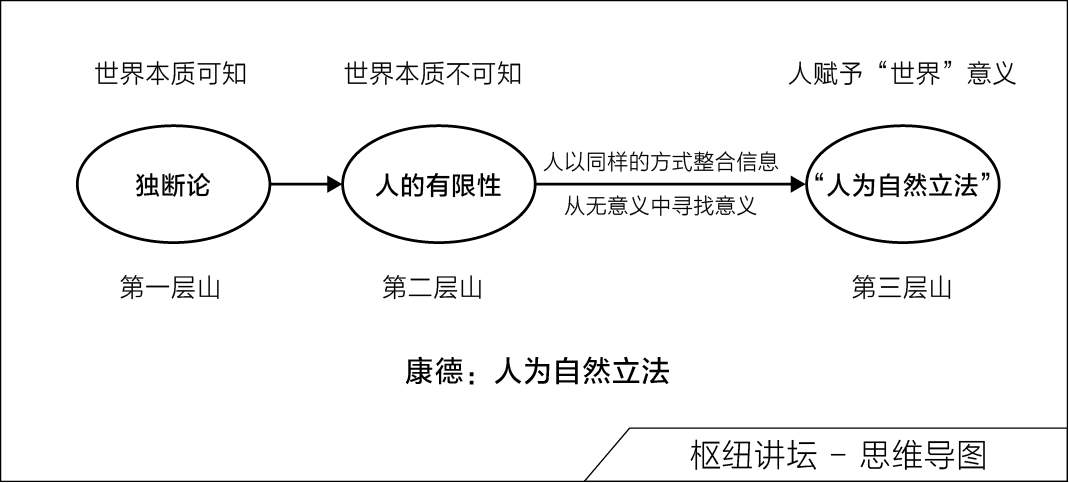 世界本质可知
世界本质不可知
人赋予“世界”意义
独断论
人的有限性
人以同样的方式整合信息
从无意义中寻找意义
“人为自然立法”
第一层山
第二层山
第三层山
康德：人为自然立法
枢纽讲坛 - 思维导图